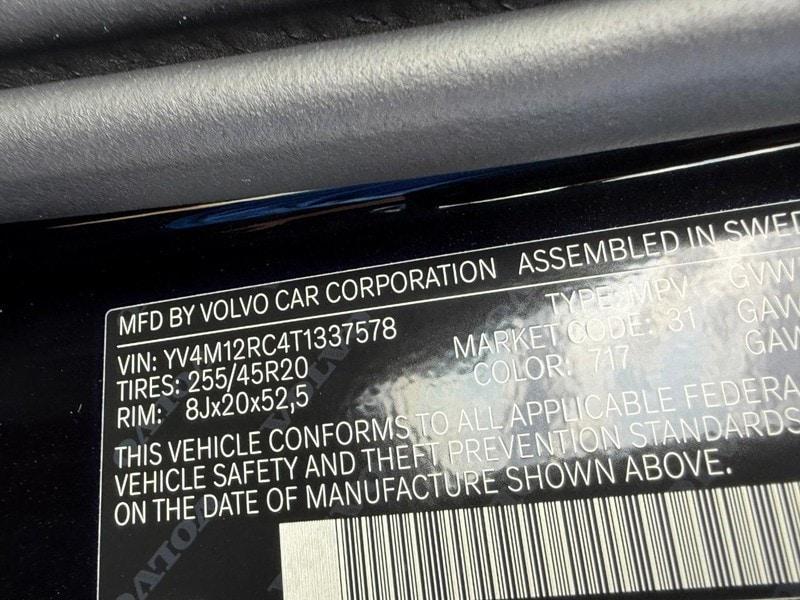 MFD BY VOLVO CAR CORPORATION ASSEMBLED IN SWED
VIN: YV4M12RC4T1337578 TYPE: MPV GVW
TIRES: 255/45R20 MARKET CODE: 31 GAW
RIM: 8Jx20x52,5 COLOR: 717 GAV
THIS VEHICLE CONFORMS TO ALL APPLICABLE FEDERA
VEHICLE SAFETY AND THEFT PREVENTION STANDARDS
ON THE DATE OF MANUFACTURE SHOWN ABOVE.